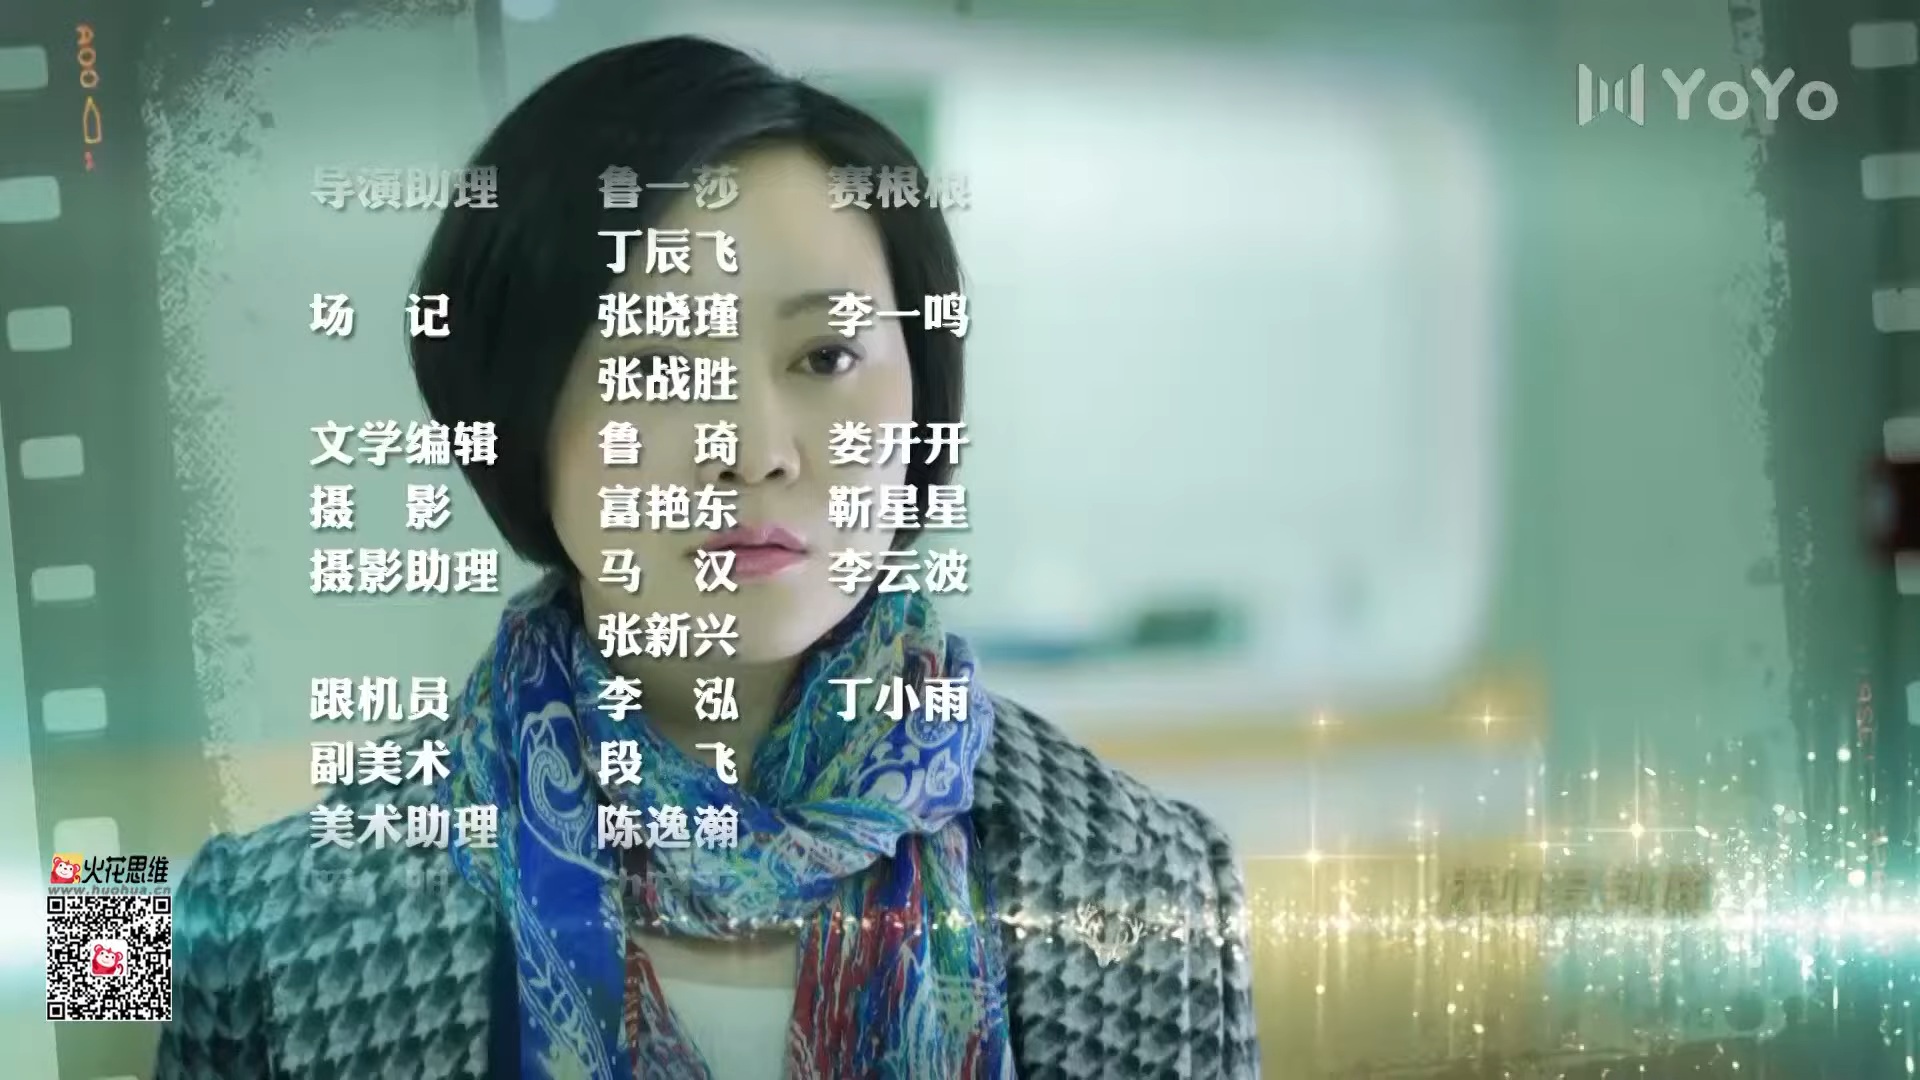 YoYo
导演助理 鲁一莎 赛根根
丁辰飞
场 记 张晓瑾 李一鸣
张战胜
文学编辑 鲁 琦 娄开开
摄 影 富艳东 靳星星
摄影助理 马 汉 李云波
张新兴
跟机员 李 泓 丁小雨
副美术 段 飞
美术助理 陈逸瀚
火花思维
www.huohua.cn